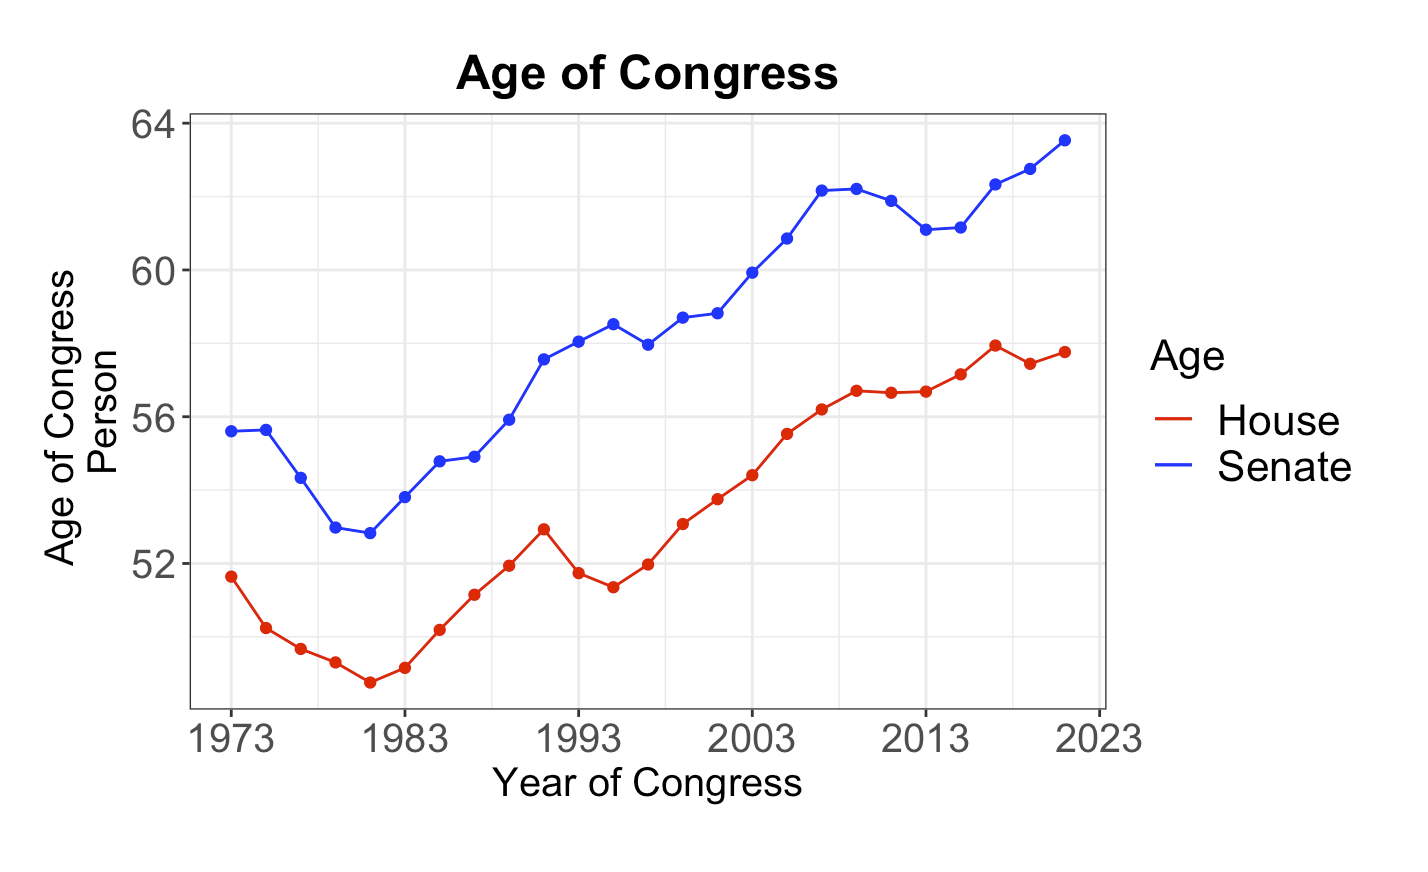 Age of Congress
64
60
56
52
Age of Congress
Person
1973 1983 1993 2003 2013 2023
Year of Congress
Age
House
Senate